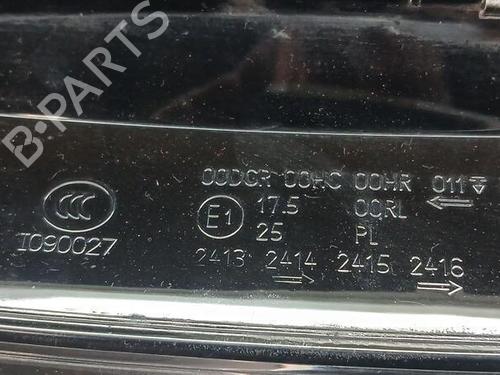 B-PARTS
00DCR 00HC 00HR 011
CCC E1 17.5 00RL
I090027 25 PL
2413 2414 2415 2416